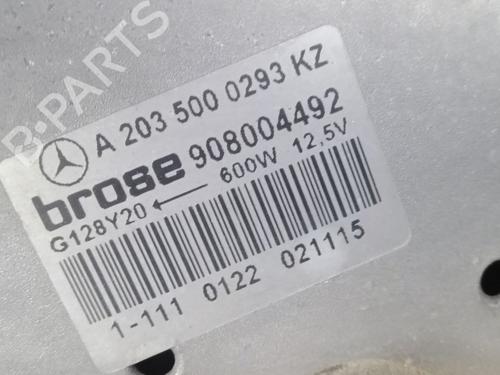 A 203 500 0293 KZ
brose 908004492
G128Y20 600W 12,5V
1-111 0122 021115
B-PARTS